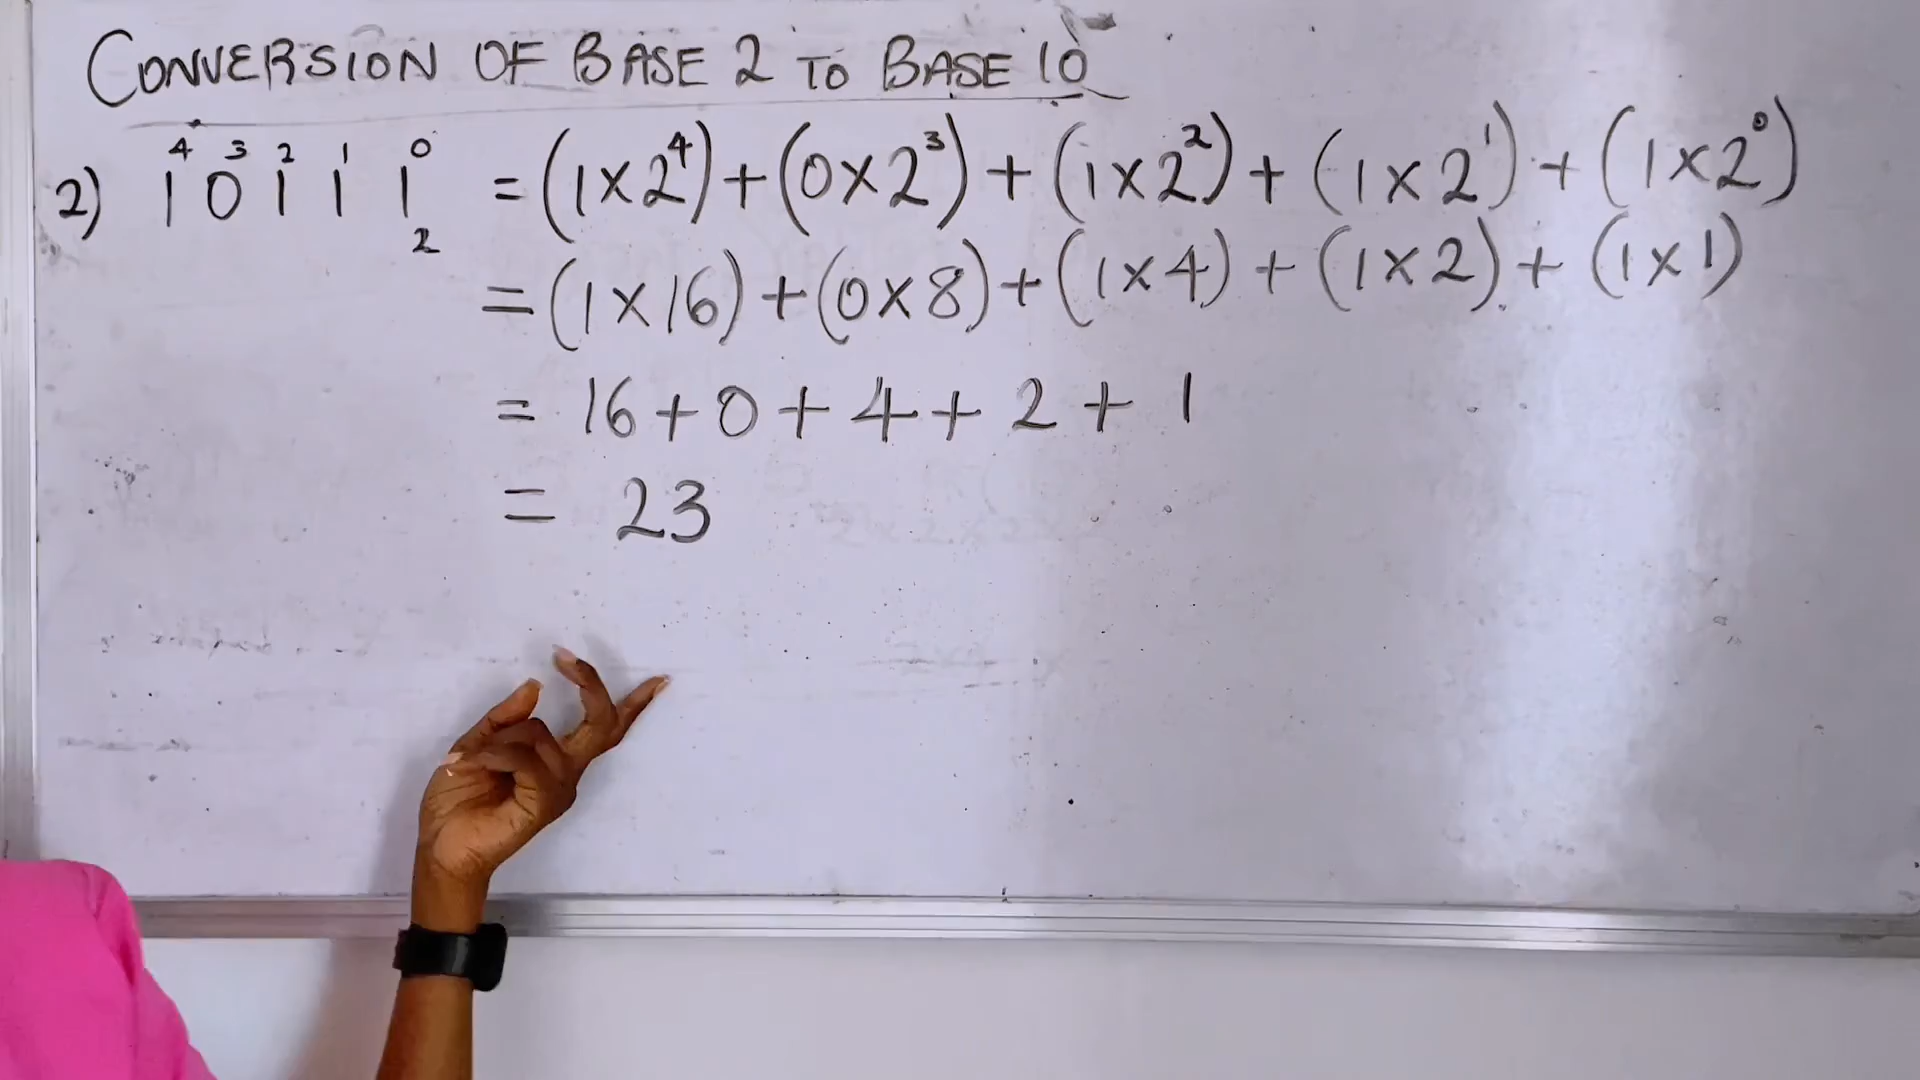 CONVERSION OF BASE 2 TO BASE 10
4 3 2 1 0
2) 1 0 1 1 1₂ = (1×2⁴)+(0×2³)+(1×2²)+(1×2¹)+(1×2⁰)
= (1×16)+(0×8)+(1×4)+(1×2)+(1×1)
= 16+0+4+2+1
= 23